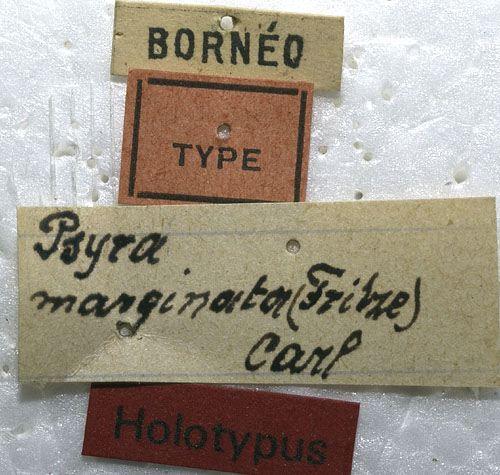 BORNÉO
TYPE
Psyra
marginata (Fritze)
Carl
Holotypus